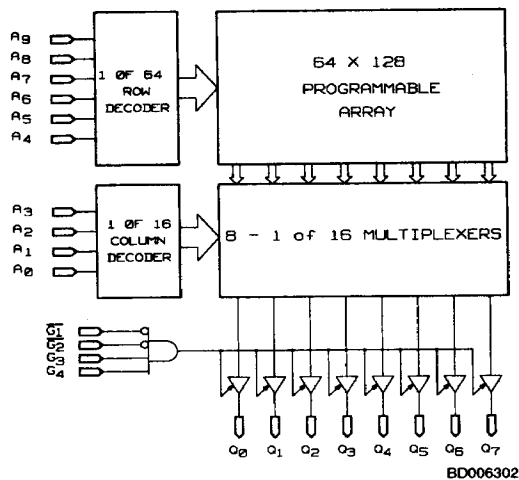 A9
A8
A7
A6
A5
A4
1 OF 64
ROW
DECODER
64 X 128
PROGRAMMABLE
ARRAY
A3
A2
A1
A0
1 OF 16
COLUMN
DECODER
8 - 1 of 16 MULTIPLEXERS
G1
G2
G3
G4
Q0 Q1 Q2 Q3 Q4 Q5 Q6 Q7
BD006302